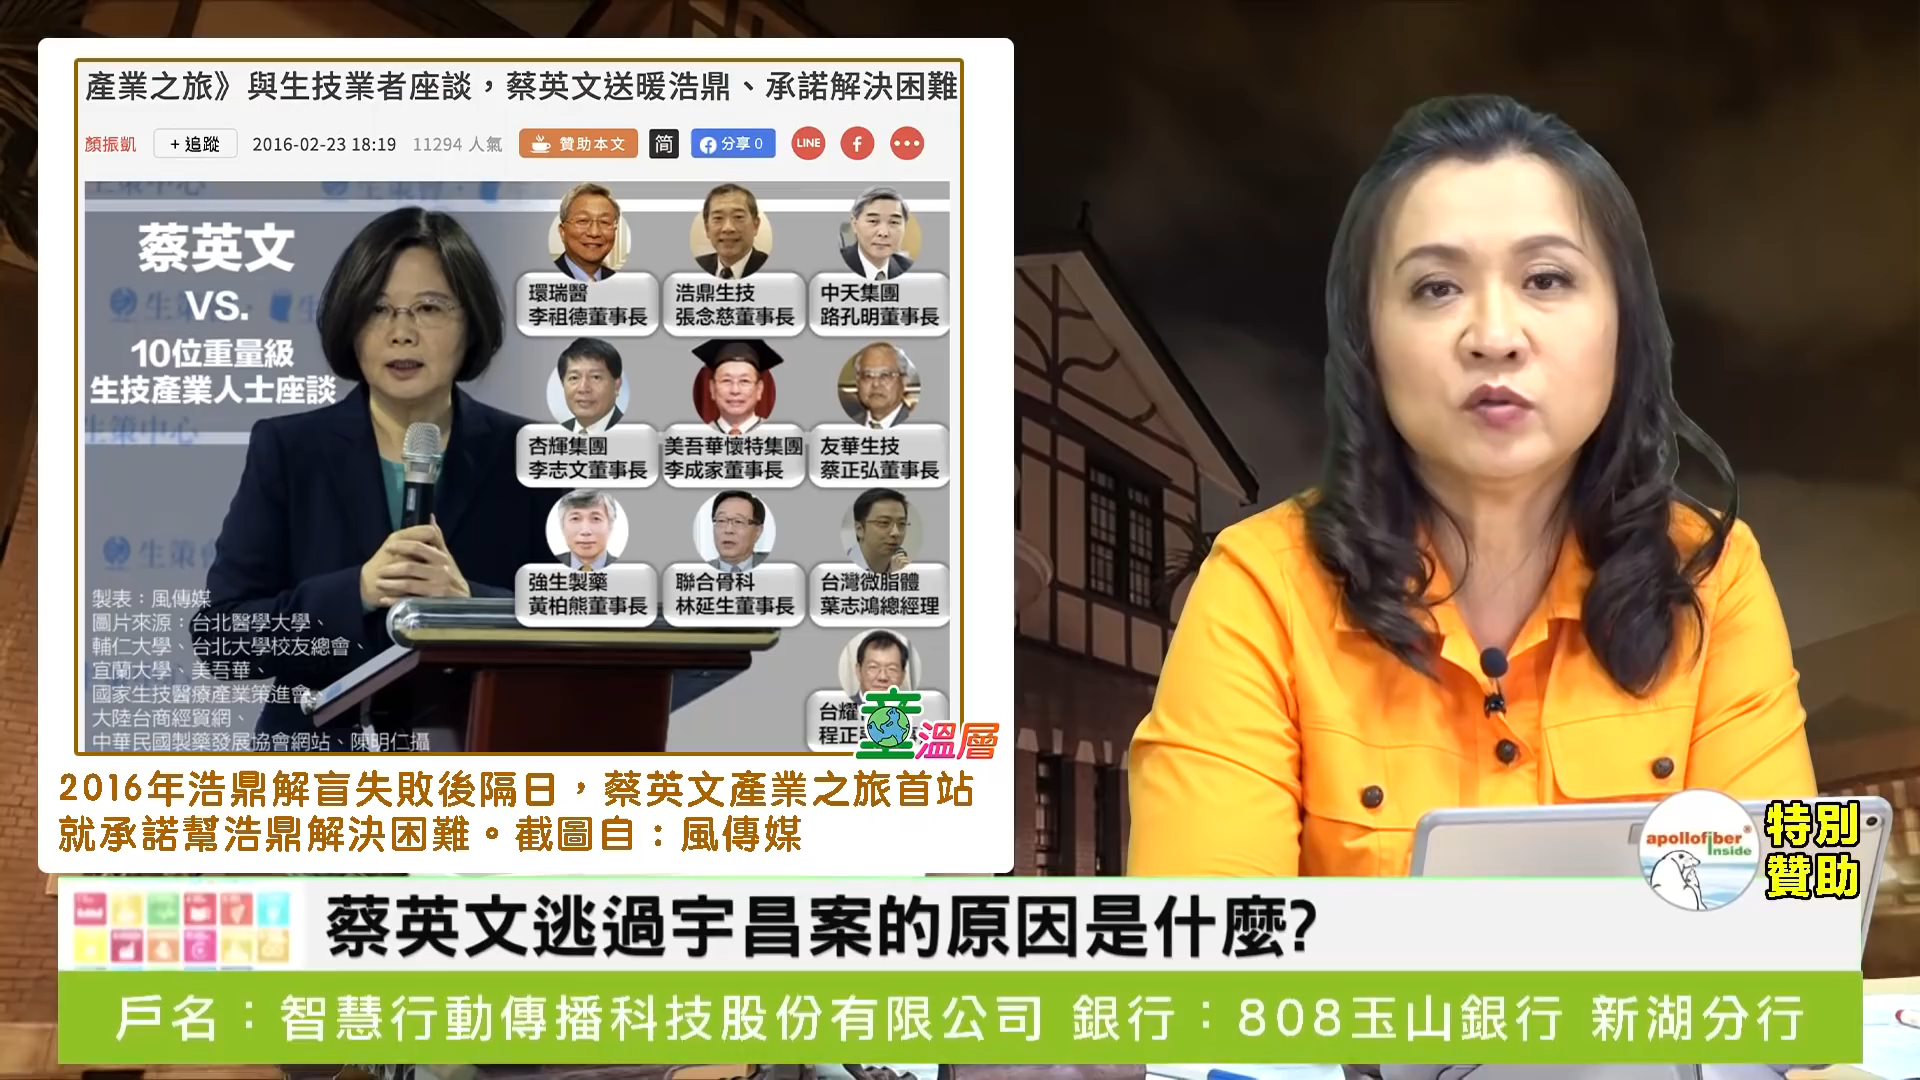 產業之旅》與生技業者座談，蔡英文送暖浩鼎、承諾解決困難
顏振凱 + 追蹤 2016-02-23 18:19 11294 人氣 贊助本文 简 分享 0 LINE
蔡英文
VS.
10位重量級
生技產業人士座談
環瑞醫
李祖德董事長
浩鼎生技
張念慈董事長
中天集團
路孔明董事長
杏輝集團
李志文董事長
美吾華懷特集團
李成家董事長
友華生技
蔡正弘董事長
強生製藥
黃柏熊董事長
聯合骨科
林延生董事長
台灣微脂體
葉志鴻總經理
台耀
程正
製表：風傳媒
圖片來源：台北醫學大學、
輔仁大學、台北大學校友總會、
宜蘭大學、美吾華、
國家生技醫療產業策進會、
大陸台商經貿網、
中華民國製藥發展協會網站、陳明仁攝
童溫層
2016年浩鼎解盲失敗後隔日，蔡英文產業之旅首站
就承諾幫浩鼎解決困難。截圖自：風傳媒
apollofiber®
inside
特別
贊助
蔡英文逃過宇昌案的原因是什麼?
戶名：智慧行動傳播科技股份有限公司 銀行：808玉山銀行 新湖分行